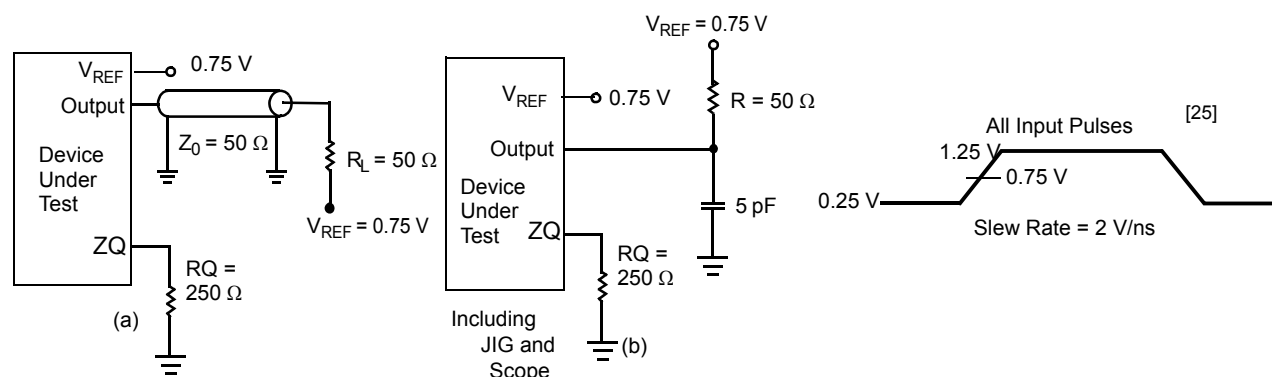 V_REF 0.75 V
Output
Z_0 = 50 Ω
Device
Under
Test
R_L = 50 Ω
V_REF = 0.75 V
ZQ
RQ =
250 Ω
(a)
V_REF = 0.75 V
V_REF 0.75 V
R = 50 Ω
Output
Device
Under
Test
5 pF
ZQ
RQ =
250 Ω
(b)
Including
JIG and
Scope
[25]
All Input Pulses
1.25 V
0.75 V
0.25 V
Slew Rate = 2 V/ns